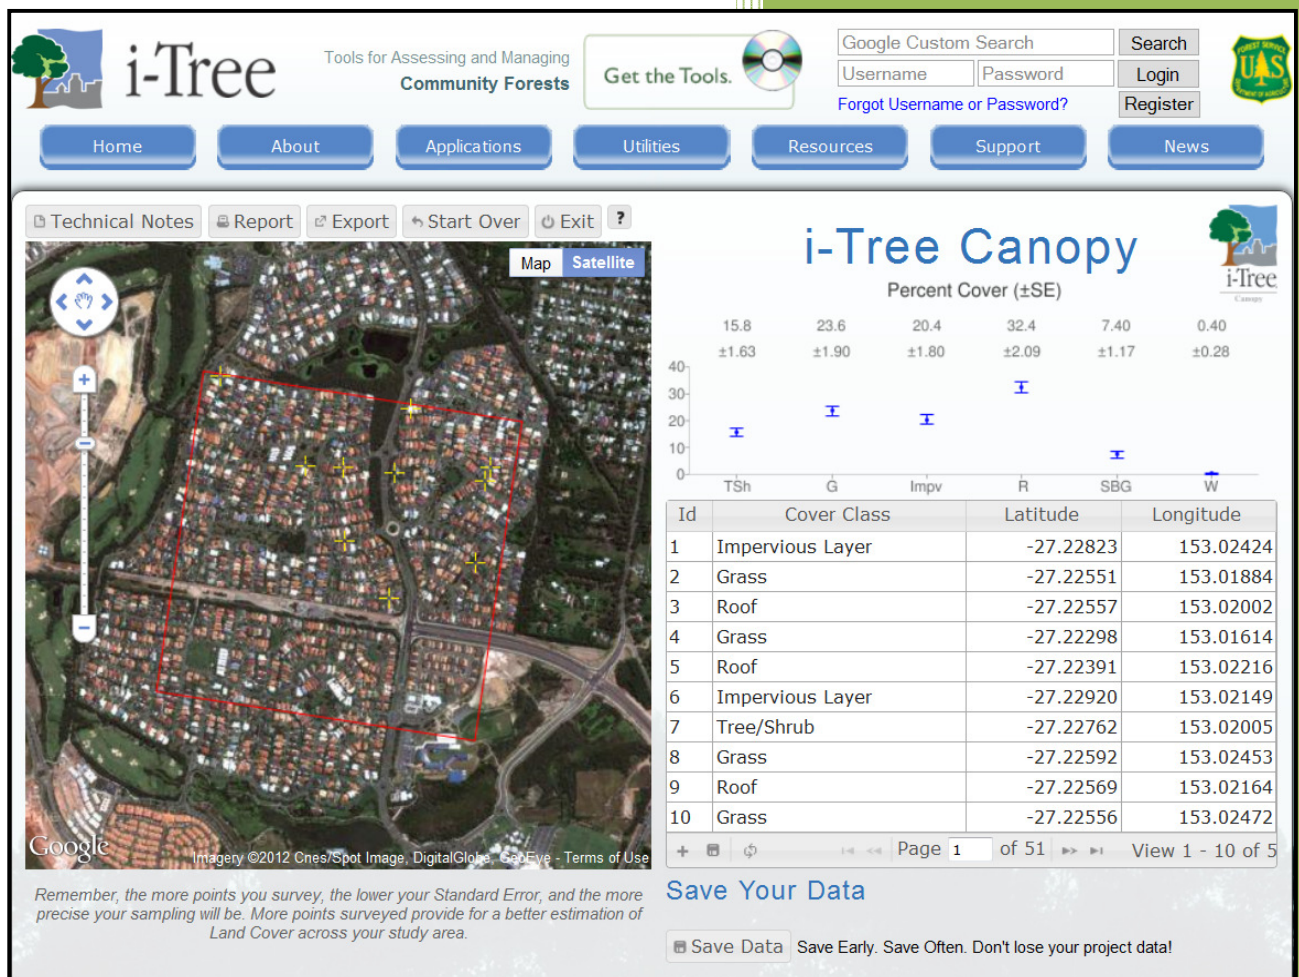 i-Tree
Tools for Assessing and Managing
Community Forests
Get the Tools.
Google Custom Search Search
Username Password Login
Forgot Username or Password? Register
FOREST SERVICE
US
DEPARTMENT OF AGRICULTURE
Home About Applications Utilities Resources Support News
Technical Notes Report Export Start Over Exit ?
Map Satellite
Google
Imagery ©2012 Cnes/Spot Image, DigitalGlobe, GeoEye - Terms of Use
Remember, the more points you survey, the lower your Standard Error, and the more
precise your sampling will be. More points surveyed provide for a better estimation of
Land Cover across your study area.
i-Tree Canopy
i-Tree
Canopy
Percent Cover (±SE)
15.8 23.6 20.4 32.4 7.40 0.40
±1.63 ±1.90 ±1.80 ±2.09 ±1.17 ±0.28
40
30
20
10
0
TSh G Impv R SBG W
Id Cover Class Latitude Longitude
1 Impervious Layer -27.22823 153.02424
2 Grass -27.22551 153.01884
3 Roof -27.22557 153.02002
4 Grass -27.22298 153.01614
5 Roof -27.22391 153.02216
6 Impervious Layer -27.22920 153.02149
7 Tree/Shrub -27.22762 153.02005
8 Grass -27.22592 153.02453
9 Roof -27.22569 153.02164
10 Grass -27.22556 153.02472
Page 1 of 51 View 1 - 10 of 5
Save Your Data
Save Data Save Early. Save Often. Don't lose your project data!